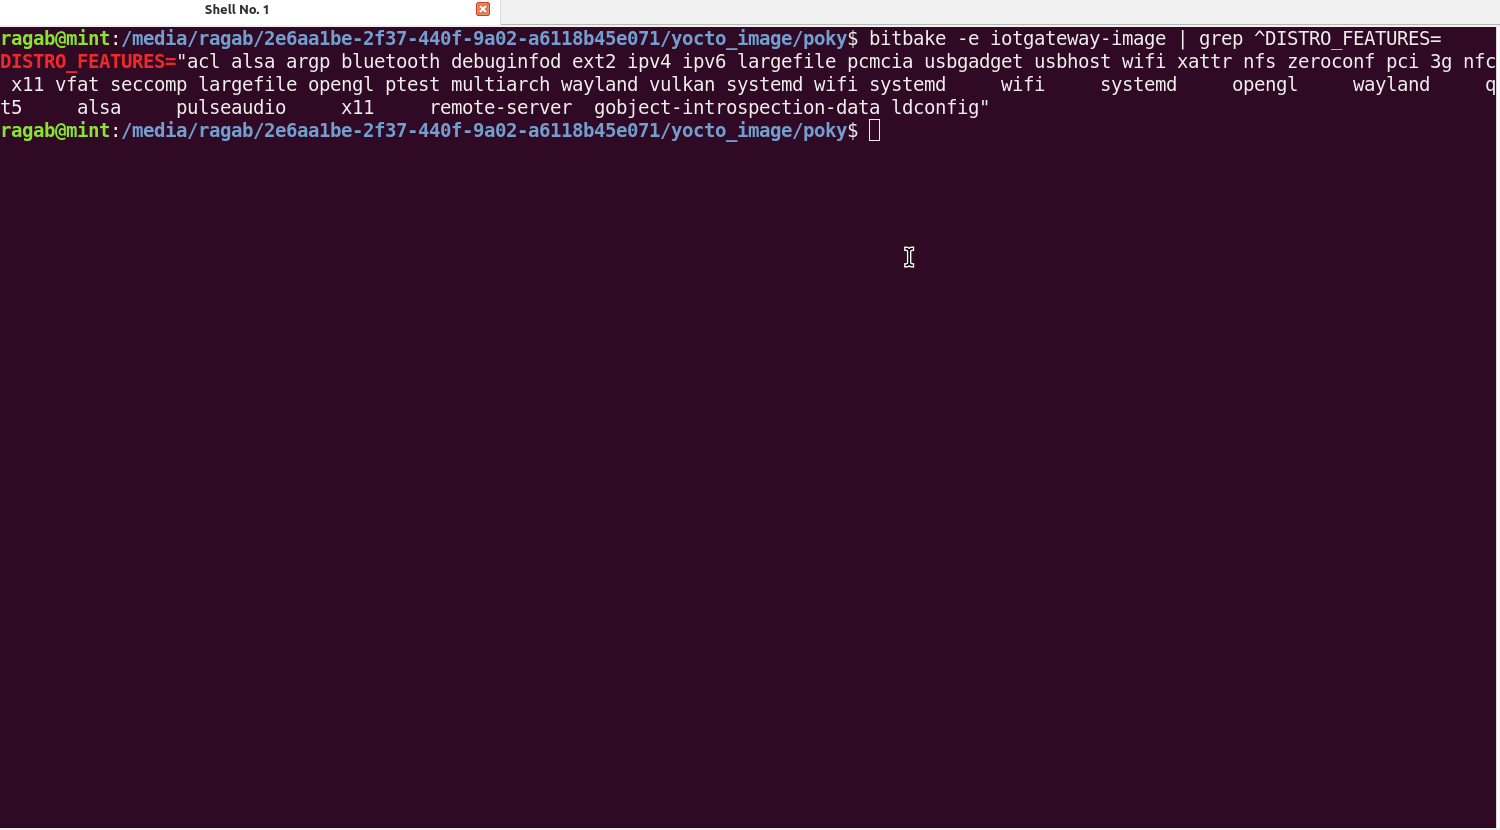 Shell No. 1
ragab@mint:/media/ragab/2e6aa1be-2f37-440f-9a02-a6118b45e071/yocto_image/poky$ bitbake -e iotgateway-image | grep ^DISTRO_FEATURES=
DISTRO_FEATURES="acl alsa argp bluetooth debuginfod ext2 ipv4 ipv6 largefile pcmcia usbgadget usbhost wifi xattr nfs zeroconf pci 3g nfc
 x11 vfat seccomp largefile opengl ptest multiarch wayland vulkan systemd wifi systemd     wifi     systemd     opengl     wayland     q
t5     alsa     pulseaudio     x11     remote-server  gobject-introspection-data ldconfig"
ragab@mint:/media/ragab/2e6aa1be-2f37-440f-9a02-a6118b45e071/yocto_image/poky$